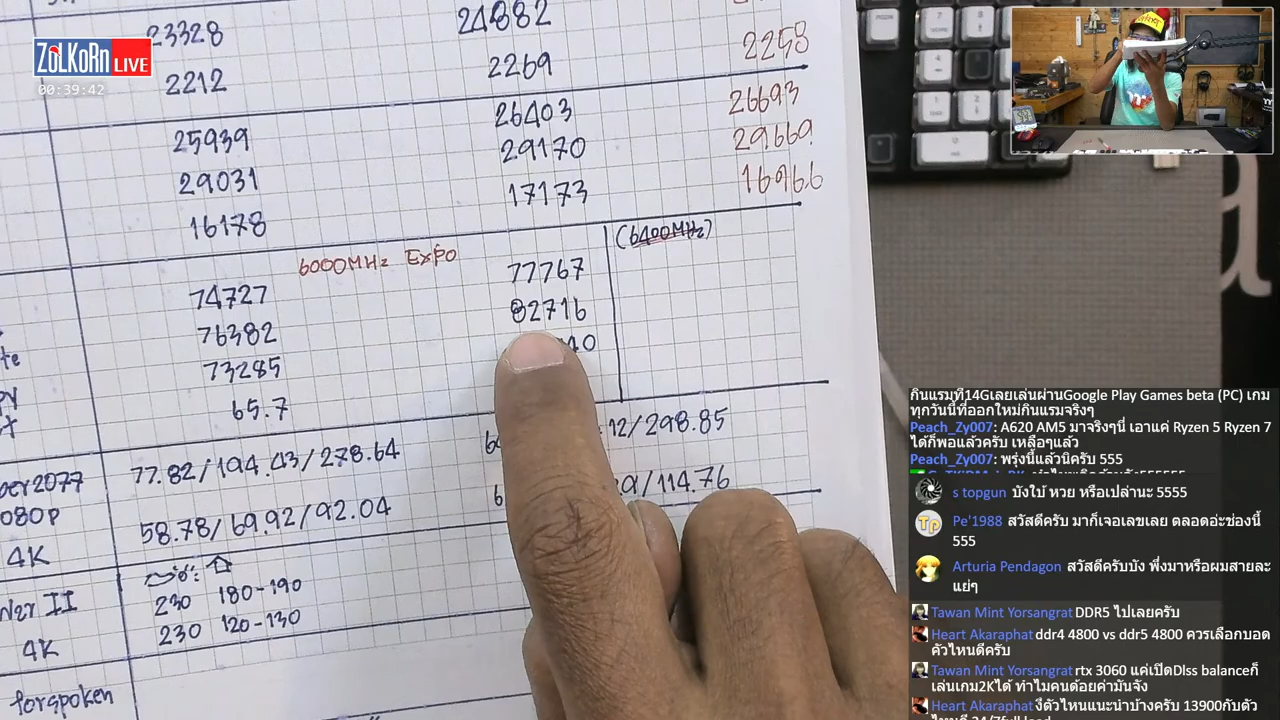 ZOLKORN LIVE
00:39:42
23328 24882
2212 2269 2258
25939 26403 26693
29031 29170 29669
16178 17173 16966
6000MHz Expo (6400MHz)
74727 77767
76382 82716
73285 40
65.7
77.82/194.43/278.64 12/298.85
2077
1080p
58.78/69.92/92.04 /114.76
4K
II 230 180-190
4K 230 120-130
forspoken
กินแรมที14Gเลยเล่นผ่านGoogle Play Games beta (PC) เกม
ทุกวันนี้ที่ออกใหม่กินแรมจริงๆ
Peach_Zy007: A620 AM5 มาจริงๆนี่ เอาแค่ Ryzen 5 Ryzen 7
ได้ก็พอแล้วครับ เหลือๆแล้ว
Peach_Zy007: พรุ่งนี้แล้วนิครับ 555
s topgun บังใบ้ หวย หรือเปล่านะ 5555
Pe'1988 สวัสดีครับ มาก็เจอเลขเลย ตลอดอ่ะช่องนี้
555
Arturia Pendagon สวัสดีครับบัง พึ่งมาหรือผมสายละ
แย่ๆ
Tawan Mint Yorsangrat DDR5 ไปเลยครับ
Heart Akaraphat ddr4 4800 vs ddr5 4800 ควรเลือกบอด
ตัวไหนดีครับ
Tawan Mint Yorsangrat rtx 3060 แค่เปิดDlss balanceก็
เล่นเกม2Kได้ ทำไมคนด้อยค่ามันจัง
Heart Akaraphat งี้ตัวไหนแนะนำบ้างครับ 13900กับตัว